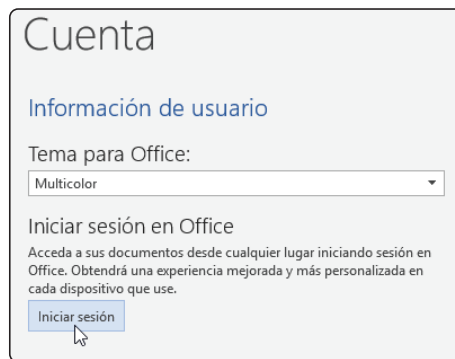 Cuenta
Información de usuario
Tema para Office:
Multicolor
Iniciar sesión en Office
Acceda a sus documentos desde cualquier lugar iniciando sesión en
Office. Obtendrá una experiencia mejorada y más personalizada en
cada dispositivo que use.
Iniciar sesión